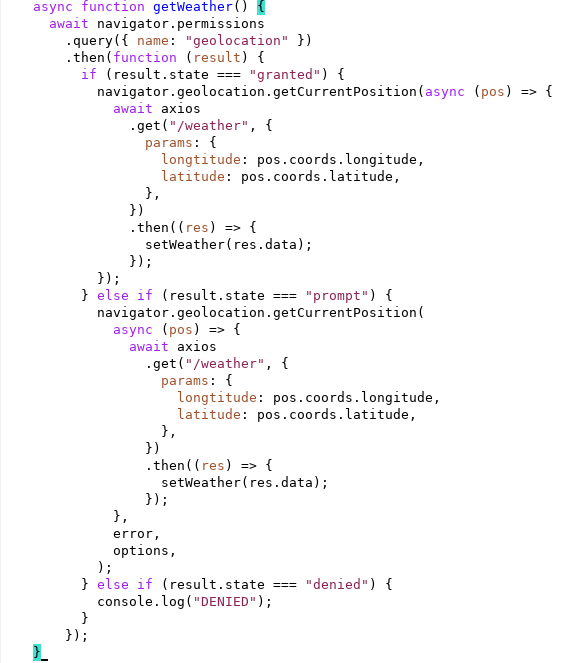 async function getWeather() {
  await navigator.permissions
    .query({ name: "geolocation" })
    .then(function (result) {
      if (result.state === "granted") {
        navigator.geolocation.getCurrentPosition(async (pos) => {
          await axios
            .get("/weather", {
              params: {
                longtitude: pos.coords.longitude,
                latitude: pos.coords.latitude,
              },
            })
            .then((res) => {
              setWeather(res.data);
            });
        });
      } else if (result.state === "prompt") {
        navigator.geolocation.getCurrentPosition(
          async (pos) => {
            await axios
              .get("/weather", {
                params: {
                  longtitude: pos.coords.longitude,
                  latitude: pos.coords.latitude,
                },
              })
              .then((res) => {
                setWeather(res.data);
              });
          },
          error,
          options,
        );
      } else if (result.state === "denied") {
        console.log("DENIED");
      }
    });
}